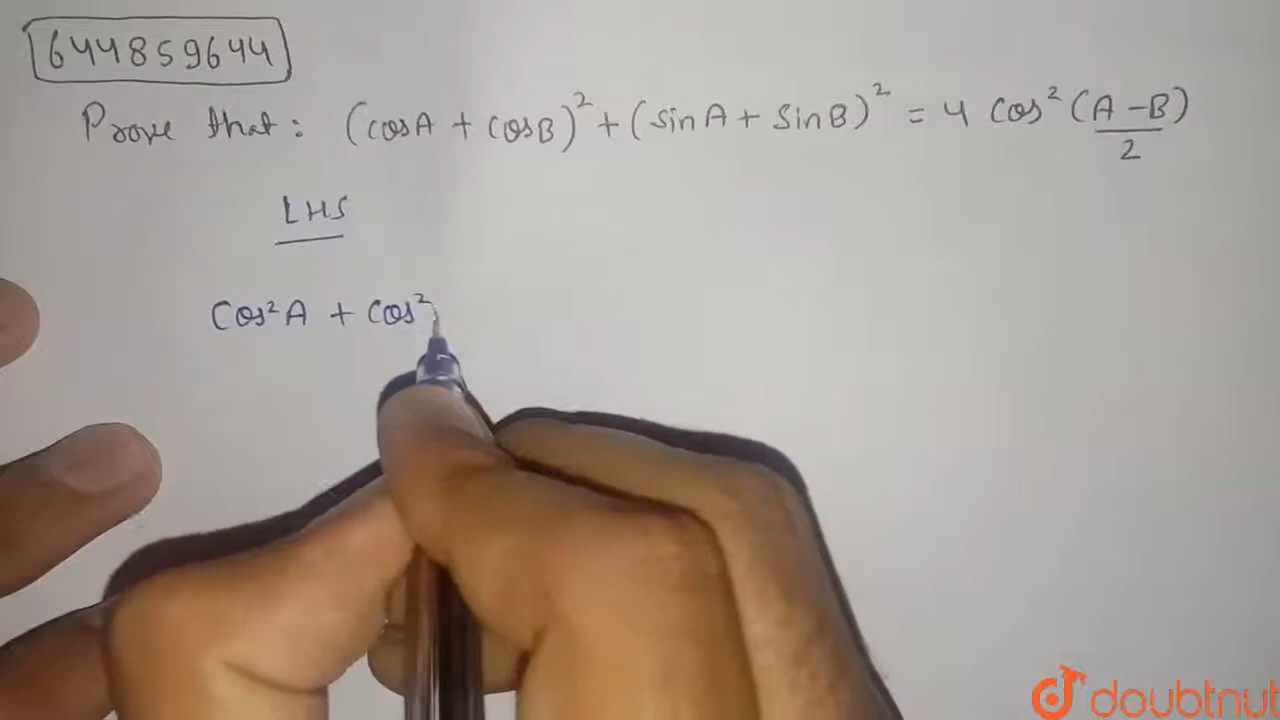 644859644
Prove that: (cosA + cosB)² + (sinA + SinB)² = 4 Cos² (A-B)/2
LHS
Cos²A + Cos²
doubtnut